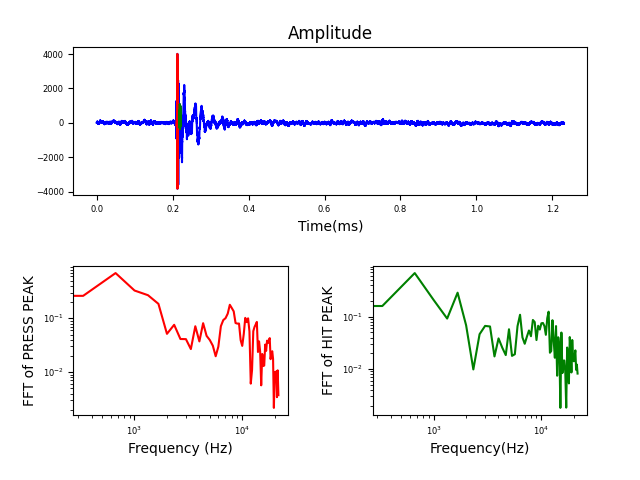 Amplitude
4000
2000
0
−2000
−4000
0.0 0.2 0.4 0.6 0.8 1.0 1.2
Time(ms)
FFT of PRESS PEAK
10⁻¹
10⁻²
10³ 10⁴
Frequency (Hz)
FFT of HIT PEAK
10⁻¹
10⁻²
10³ 10⁴
Frequency(Hz)